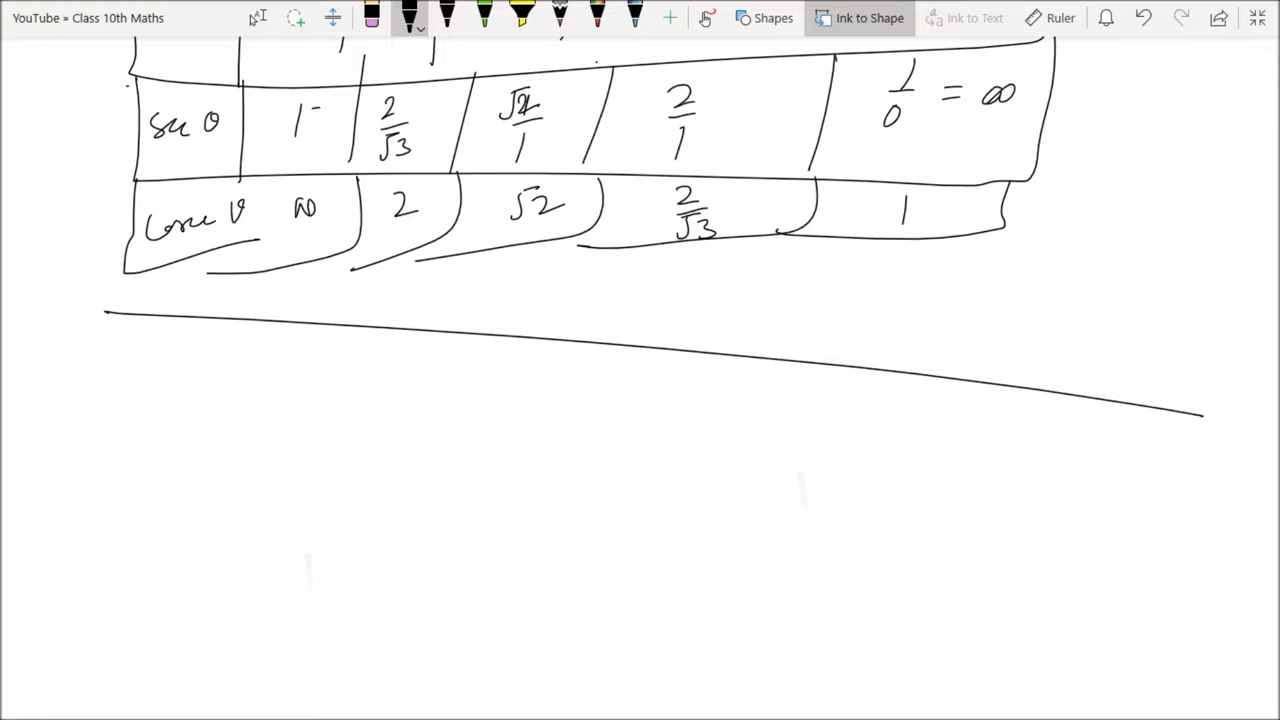 YouTube » Class 10th Maths
Shapes
Ink to Shape
Ink to Text
Ruler
sec θ 1 2/√3 √2/1 2/1 1/0 = ∞
cosec θ ∞ 2 √2 2/√3 1